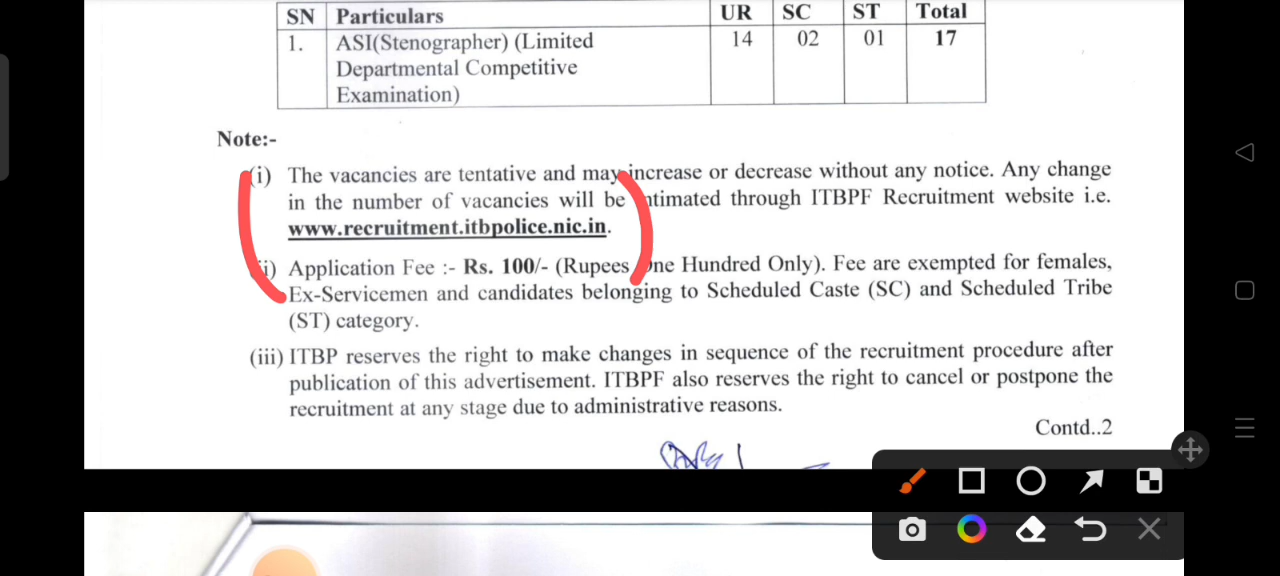 SN Particulars UR SC ST Total
1. ASI(Stenographer) (Limited 14 02 01 17
Departmental Competitive
Examination)
Note:-
(i) The vacancies are tentative and may increase or decrease without any notice. Any change
in the number of vacancies will be intimated through ITBPF Recruitment website i.e.
www.recruitment.itbpolice.nic.in.
(ii) Application Fee :- Rs. 100/- (Rupees One Hundred Only). Fee are exempted for females,
Ex-Servicemen and candidates belonging to Scheduled Caste (SC) and Scheduled Tribe
(ST) category.
(iii) ITBP reserves the right to make changes in sequence of the recruitment procedure after
publication of this advertisement. ITBPF also reserves the right to cancel or postpone the
recruitment at any stage due to administrative reasons.
Contd..2